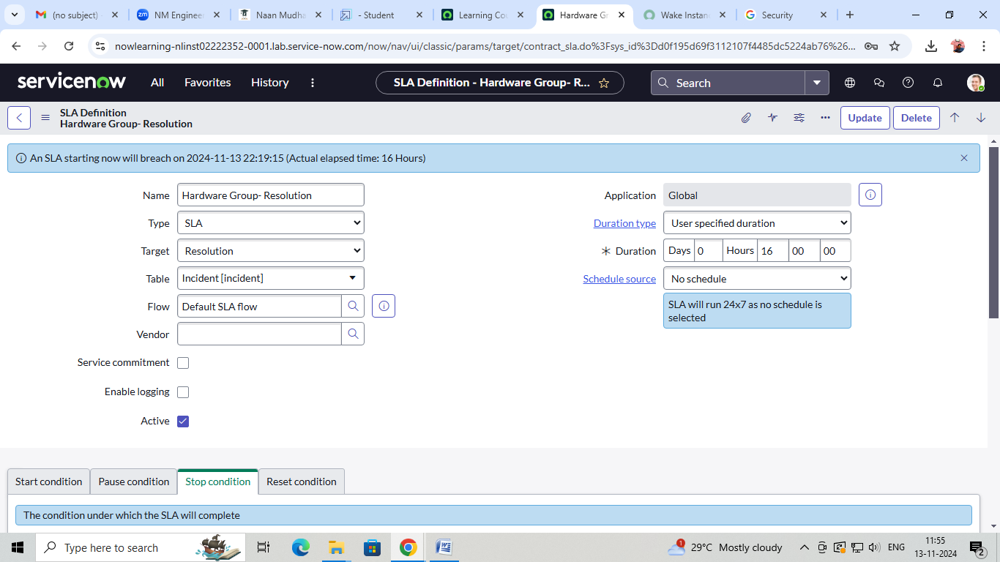 (no subject) -
NM Engineer
Naan Mudha
- Student
Learning Cou
Hardware Gr
Wake Instan
Security
nowlearning-nlinst02222352-0001.lab.service-now.com/now/nav/ui/classic/params/target/contract_sla.do%3Fsys_id%3Dd0f195d69f3112107f4485dc5224ab76%26...
servicenow
All
Favorites
History
SLA Definition - Hardware Group- R...
Search
SLA Definition
Hardware Group- Resolution
Update
Delete
An SLA starting now will breach on 2024-11-13 22:19:15 (Actual elapsed time: 16 Hours)
Name
Hardware Group- Resolution
Application
Global
Type
SLA
Duration type
User specified duration
Target
Resolution
Duration
Days 0 Hours 16 00 00
Table
Incident [incident]
Schedule source
No schedule
Flow
Default SLA flow
SLA will run 24x7 as no schedule is
selected
Vendor
Service commitment
Enable logging
Active
Start condition
Pause condition
Stop condition
Reset condition
The condition under which the SLA will complete
Type here to search
1
29°C Mostly cloudy
ENG
11:55
13-11-2024
2